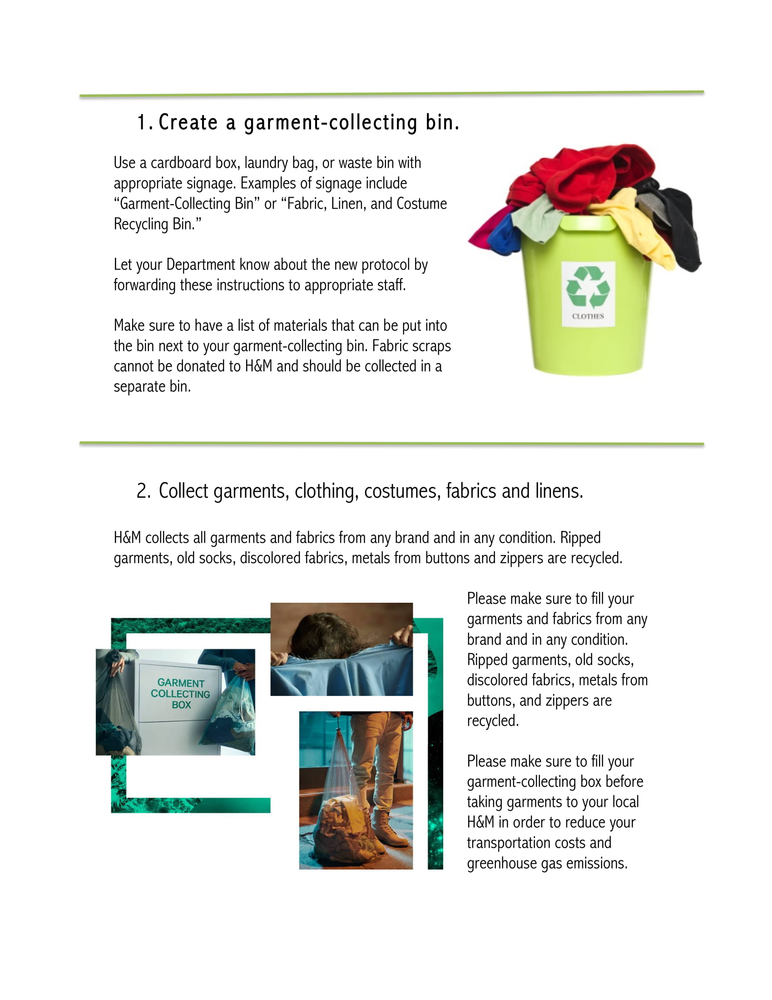 1. Create a garment-collecting bin.
Use a cardboard box, laundry bag, or waste bin with
appropriate signage. Examples of signage include
“Garment-Collecting Bin” or “Fabric, Linen, and Costume
Recycling Bin.”
Let your Department know about the new protocol by
forwarding these instructions to appropriate staff.
Make sure to have a list of materials that can be put into
the bin next to your garment-collecting bin. Fabric scraps
cannot be donated to H&M and should be collected in a
separate bin.
CLOTHES
2. Collect garments, clothing, costumes, fabrics and linens.
H&M collects all garments and fabrics from any brand and in any condition. Ripped
garments, old socks, discolored fabrics, metals from buttons and zippers are recycled.
GARMENT
COLLECTING
BOX
Please make sure to fill your
garments and fabrics from any
brand and in any condition.
Ripped garments, old socks,
discolored fabrics, metals from
buttons, and zippers are
recycled.
Please make sure to fill your
garment-collecting box before
taking garments to your local
H&M in order to reduce your
transportation costs and
greenhouse gas emissions.